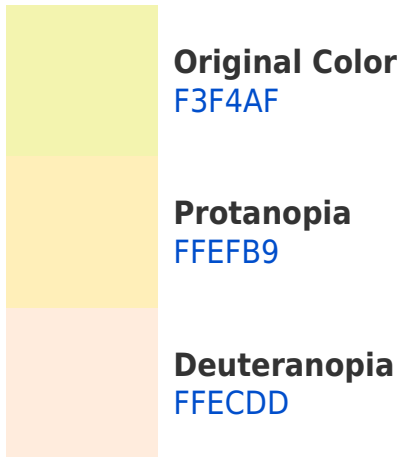 Original Color
F3F4AF
Protanopia
FFEFB9
Deuteranopia
FFECDD